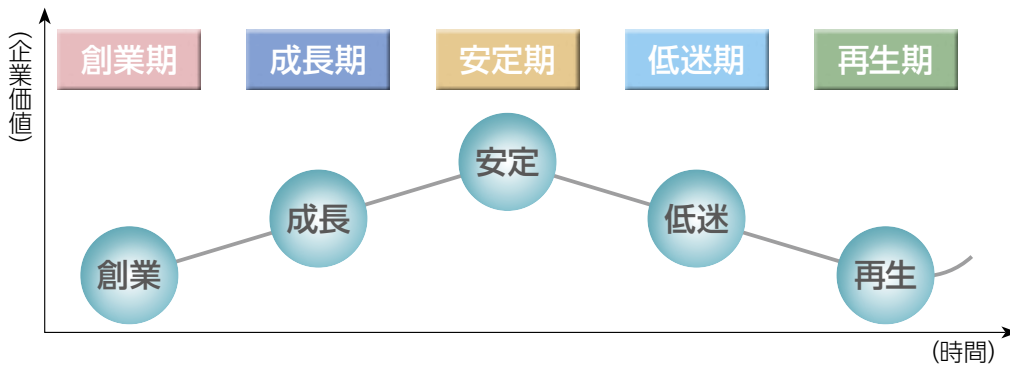 (企業価値)
創業期
成長期
安定期
低迷期
再生期
創業
成長
安定
低迷
再生
(時間)